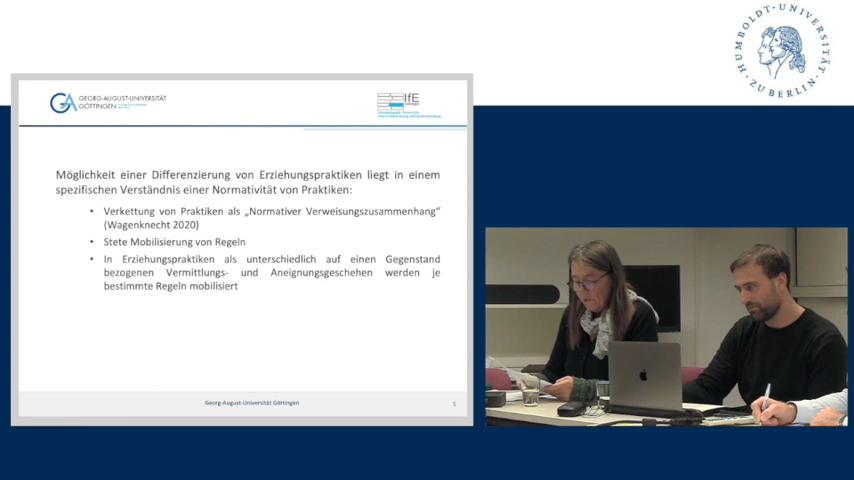 HUMBOLDT-UNIVERSITÄT
ZU BERLIN
GEORG-AUGUST-UNIVERSITÄT
GÖTTINGEN
IfE
Möglichkeit einer Differenzierung von Erziehungspraktiken liegt in einem
spezifischen Verständnis einer Normativität von Praktiken:
• Verkettung von Praktiken als „Normativer Verweisungszusammenhang“
(Wagenknecht 2020)
• Stete Mobilisierung von Regeln
• In Erziehungspraktiken als unterschiedlich auf einen Gegenstand
bezogenen Vermittlungs- und Aneignungsgeschehen werden je
bestimmte Regeln mobilisiert
Georg-August-Universität Göttingen
5